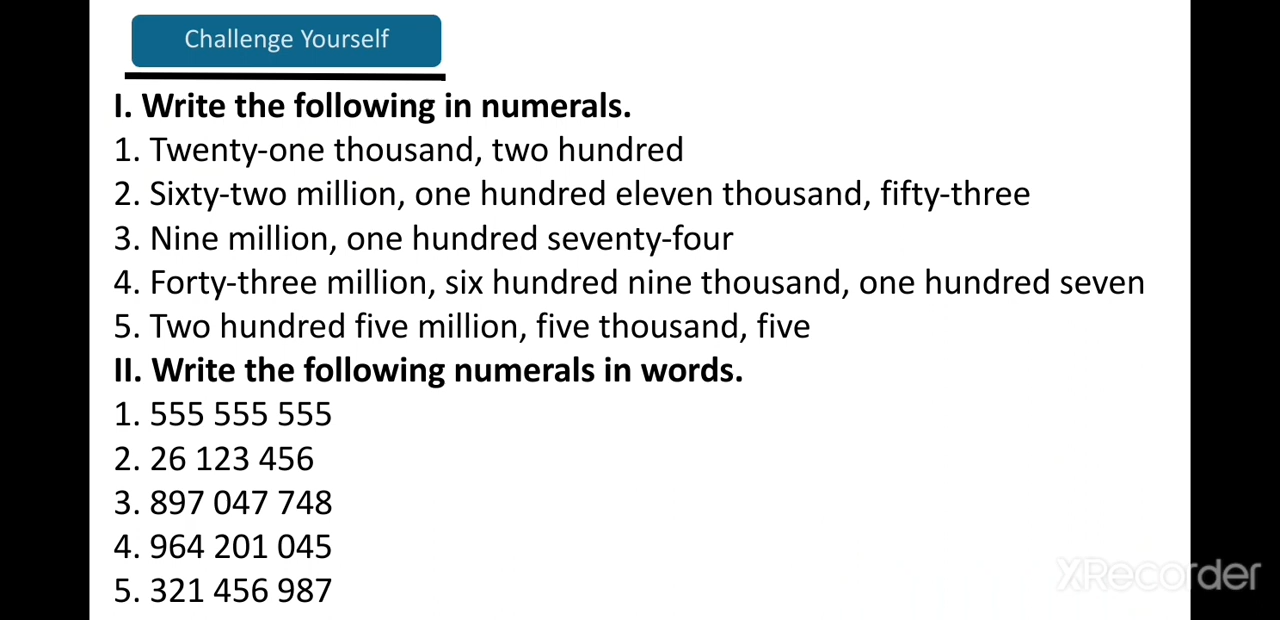 Challenge Yourself
I. Write the following in numerals.
1. Twenty-one thousand, two hundred
2. Sixty-two million, one hundred eleven thousand, fifty-three
3. Nine million, one hundred seventy-four
4. Forty-three million, six hundred nine thousand, one hundred seven
5. Two hundred five million, five thousand, five
II. Write the following numerals in words.
1. 555 555 555
2. 26 123 456
3. 897 047 748
4. 964 201 045
5. 321 456 987
XRecorder